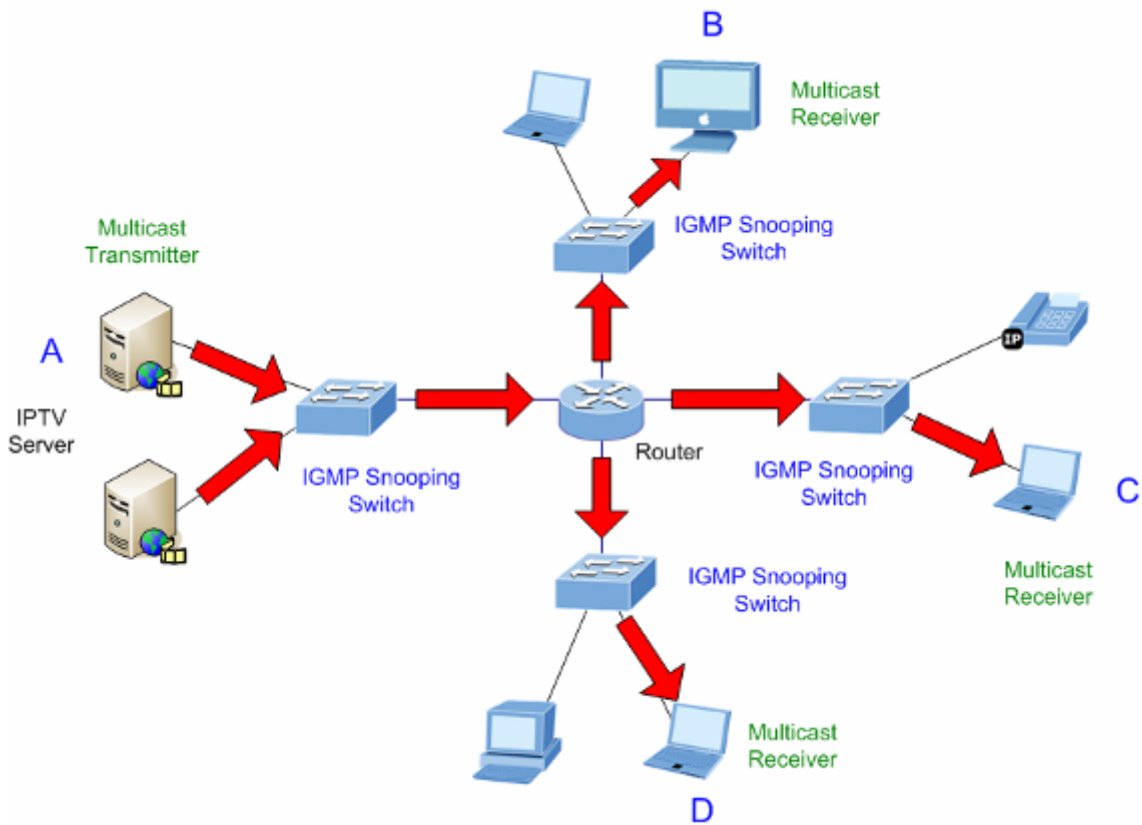 B
Multicast
Receiver
IGMP Snooping
Switch
Multicast
Transmitter
A
IPTV
Server
IGMP Snooping
Switch
Router
IP
IGMP Snooping
Switch
C
Multicast
Receiver
IGMP Snooping
Switch
Multicast
Receiver
D